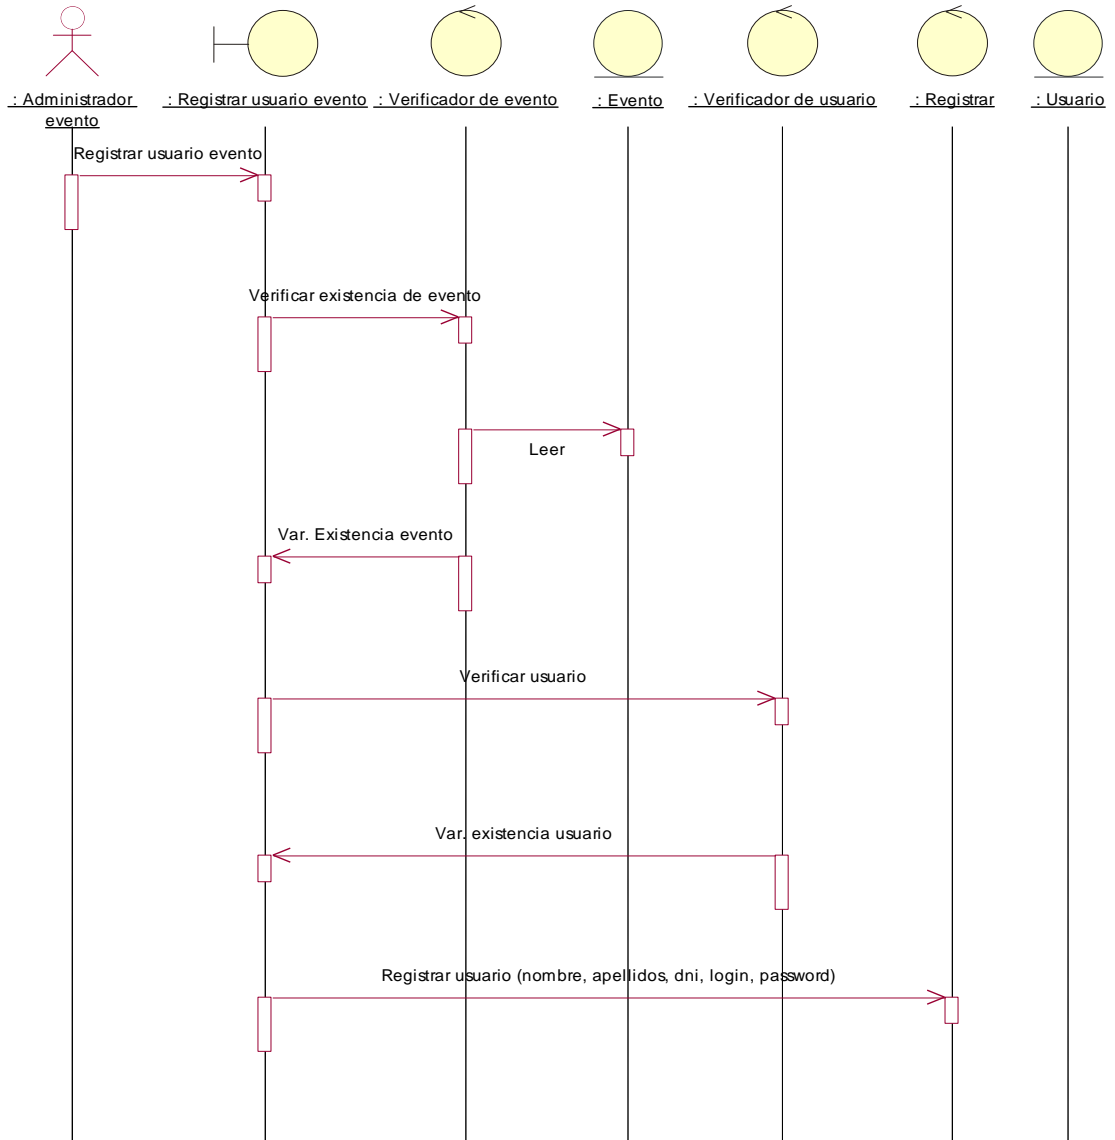 : Administrador
evento
: Registrar usuario evento
: Verificador de evento
: Evento
: Verificador de usuario
: Registrar
: Usuario
Registrar usuario evento
Verificar existencia de evento
Leer
Var. Existencia evento
Verificar usuario
Var. existencia usuario
Registrar usuario (nombre, apellidos, dni, login, password)